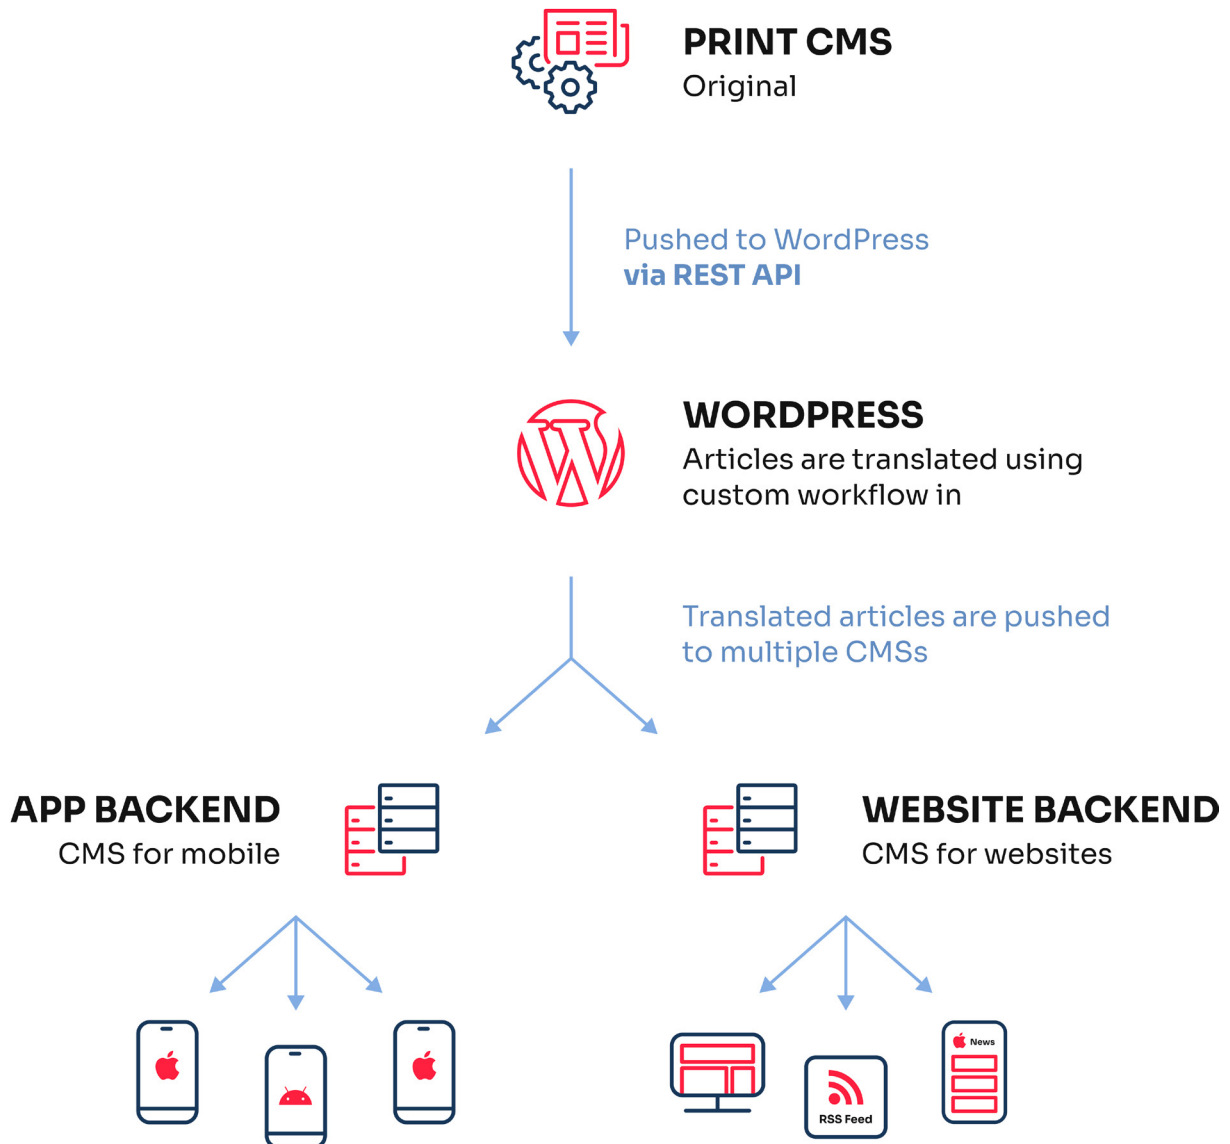 PRINT CMS
Original
Pushed to WordPress
via REST API
WORDPRESS
Articles are translated using
custom workflow in
Translated articles are pushed
to multiple CMSs
APP BACKEND
CMS for mobile
WEBSITE BACKEND
CMS for websites
News
RSS Feed